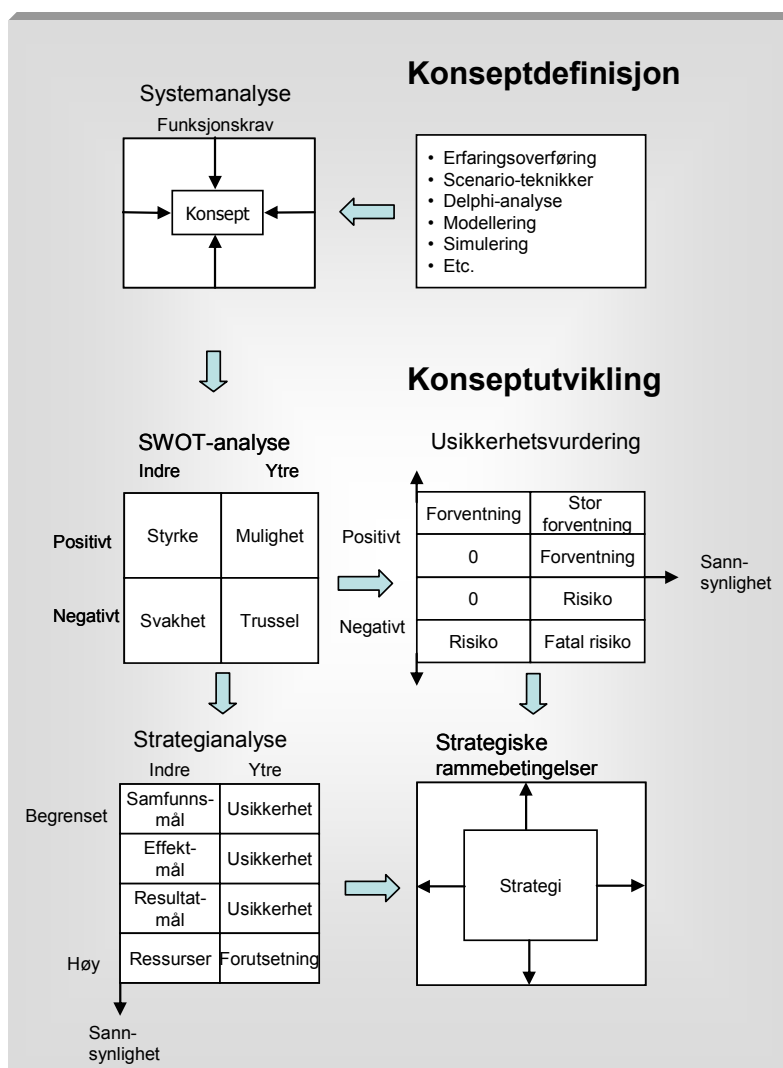 Konseptdefinisjon
Systemanalyse
Funksjonskrav
Konsept
• Erfaringsoverføring
• Scenario-teknikker
• Delphi-analyse
• Modellering
• Simulering
• Etc.
Konseptutvikling
SWOT-analyse
Indre Ytre
Positivt
Styrke Mulighet
Negativt
Svakhet Trussel
Usikkerhetsvurdering
Positivt
Negativt
Forventning
Stor
forventning
0 Forventning
0 Risiko
Risiko Fatal risiko
Sann-
synlighet
Strategianalyse
Indre Ytre
Begrenset
Samfunns-
mål
Usikkerhet
Effekt-
mål
Usikkerhet
Resultat-
mål
Usikkerhet
Høy
Ressurser Forutsetning
Sann-
synlighet
Strategiske
rammebetingelser
Strategi